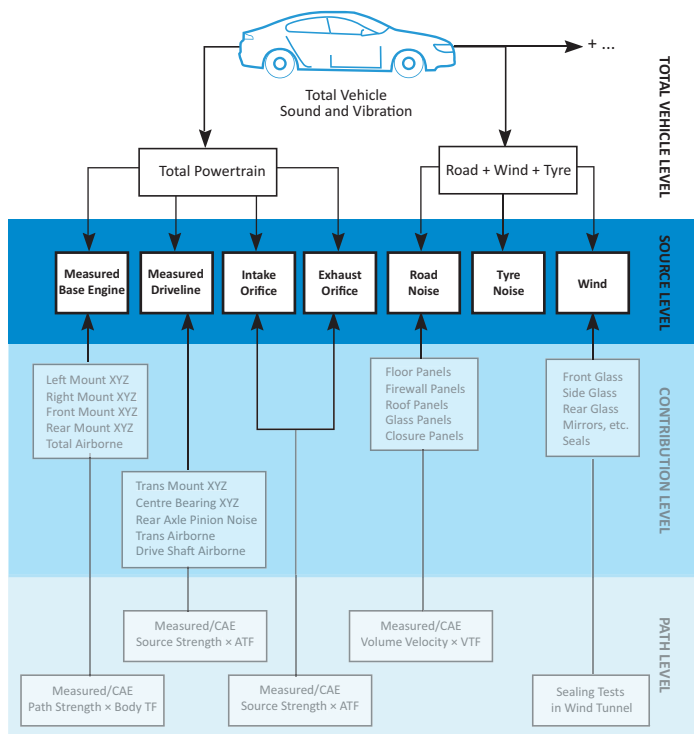 + ...
Total Vehicle
Sound and Vibration
TOTAL VEHICLE LEVEL
Total Powertrain
Road + Wind + Tyre
SOURCE LEVEL
Measured
Base Engine
Measured
Driveline
Intake
Orifice
Exhaust
Orifice
Road
Noise
Tyre
Noise
Wind
CONTRIBUTION LEVEL
Left Mount XYZ
Right Mount XYZ
Front Mount XYZ
Rear Mount XYZ
Total Airborne
Floor Panels
Firewall Panels
Roof Panels
Glass Panels
Closure Panels
Front Glass
Side Glass
Rear Glass
Mirrors, etc.
Seals
Trans Mount XYZ
Centre Bearing XYZ
Rear Axle Pinion Noise
Trans Airborne
Drive Shaft Airborne
PATH LEVEL
Measured/CAE
Source Strength × ATF
Measured/CAE
Volume Velocity × VTF
Measured/CAE
Path Strength × Body TF
Measured/CAE
Source Strength × ATF
Sealing Tests
in Wind Tunnel